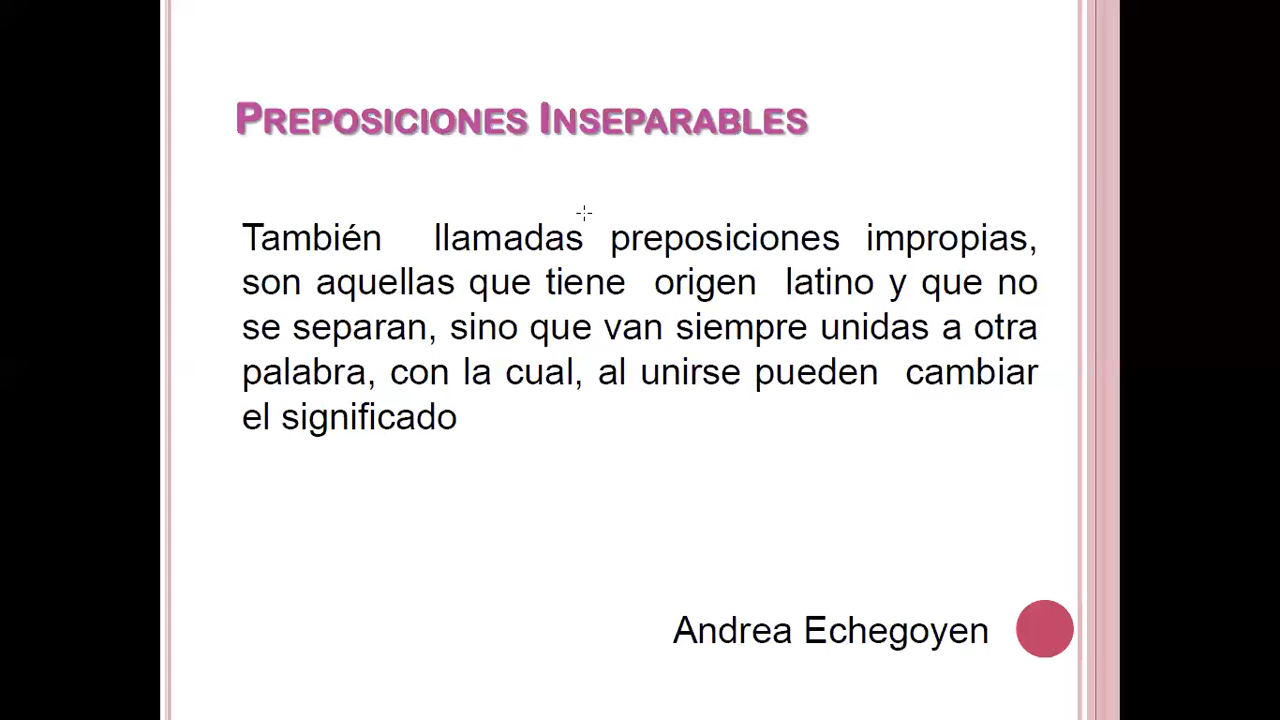 PREPOSICIONES INSEPARABLES
También llamadas preposiciones impropias,
son aquellas que tiene origen latino y que no
se separan, sino que van siempre unidas a otra
palabra, con la cual, al unirse pueden cambiar
el significado
Andrea Echegoyen